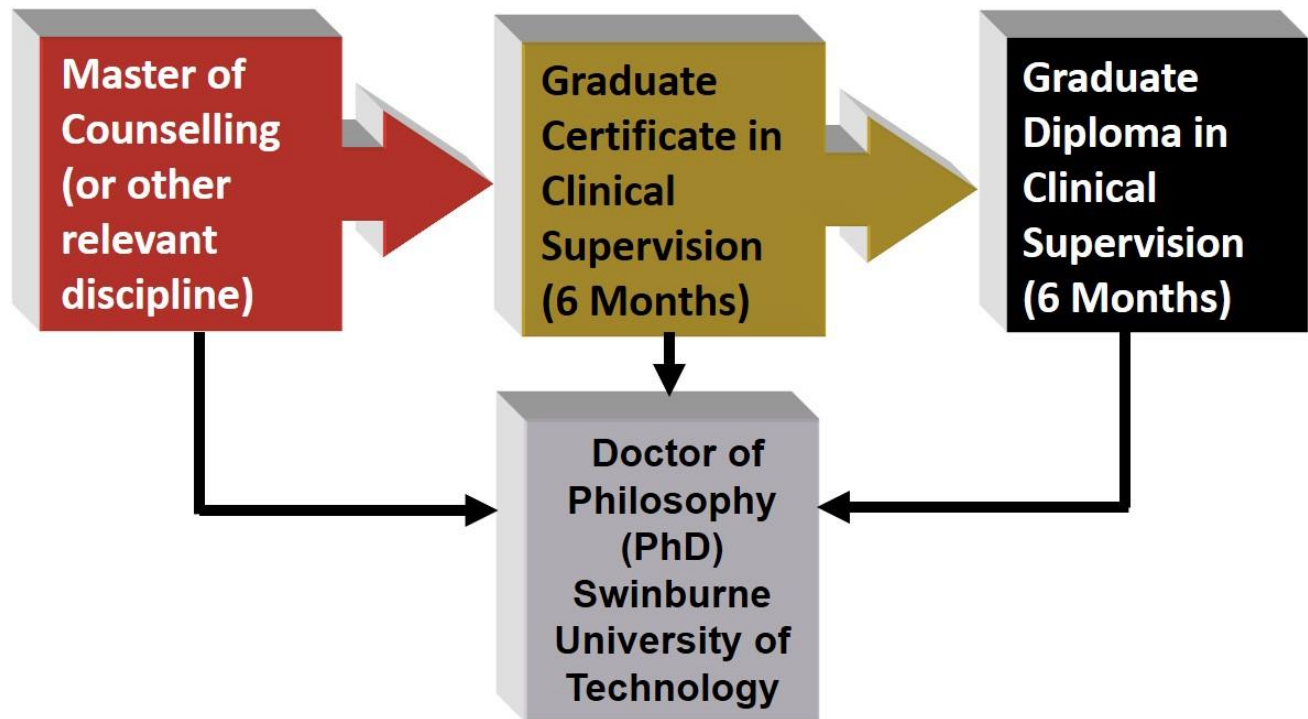 Master of
Counselling
(or other
relevant
discipline)
Graduate
Certificate in
Clinical
Supervision
(6 Months)
Graduate
Diploma in
Clinical
Supervision
(6 Months)
Doctor of
Philosophy
(PhD)
Swinburne
University of
Technology